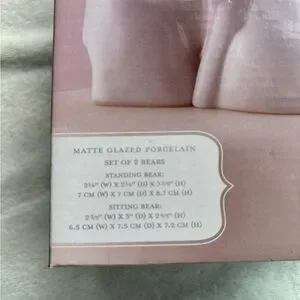 MATTE GLAZED PORCELAIN
SET OF 2 BEARS
STANDING BEAR:
(W) X (D) X (H)
7 CM (W) X 7 CM (D) X 8.7 CM (H)
SITTING BEAR:
(W) X 3" (D) X (H)
6.5 CM (W) X 7.5 CM (D) X 7.2 CM (H)